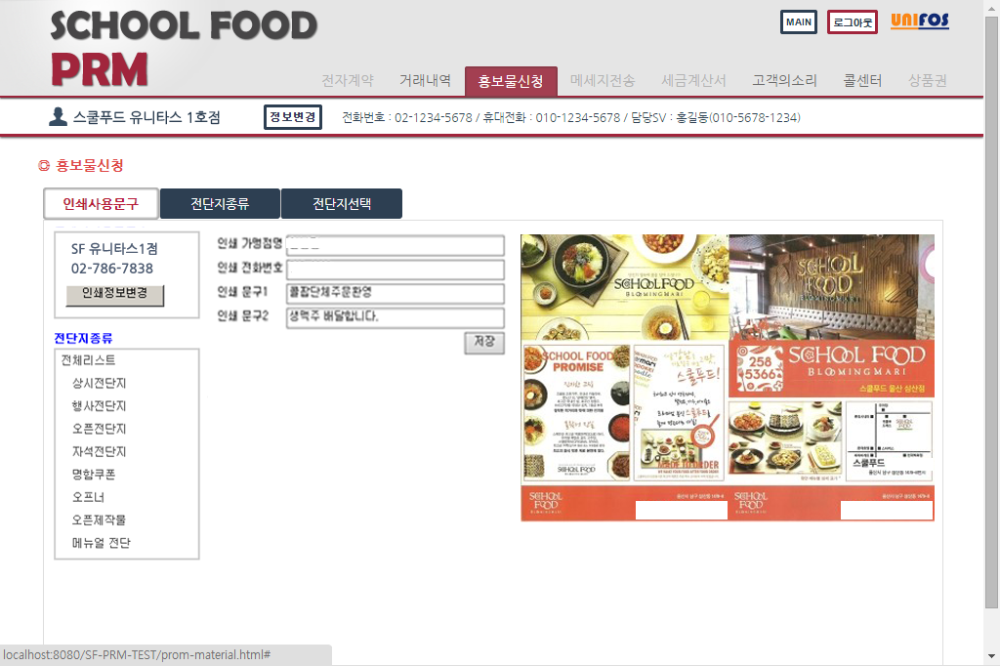 SCHOOL FOOD
PRM
MAIN
로그아웃
UNIFOS
전자계약 거래내역 홍보물신청 메세지전송 세금계산서 고객의소리 콜센터 상품권
스쿨푸드 유니타스 1호점 정보변경 전화번호 : 02-1234-5678 / 휴대전화 : 010-1234-5678 / 담당SV : 홍길동(010-5678-1234)
홍보물신청
인쇄사용문구 전단지종류 전단지선택
SF 유니타스1점
02-786-7838
인쇄정보변경
전단지종류
전체리스트
상시전단지
행사전단지
오픈전단지
자석전단지
명함쿠폰
오프너
오픈제작물
메뉴얼 전단
인쇄 가맹점명
인쇄 전화번호
인쇄 문구1 콜팝단체주문환영
인쇄 문구2 생맥주 배달합니다.
저장
SCHOOLFOOD
BLOOMINGMARI
SCHOOL
FOOD
SCHOOL FOOD
PROMISE
스쿨푸드!
MADE TO ORDER
SCHOOLFOOD
258
5366
SCHOOL FOOD
BLOOMINGMARI
스쿨푸드 울산 삼산점
스쿨푸드
SCHOOL
FOOD
SCHOOL
FOOD
localhost:8080/SF-PRM-TEST/prom-material.html#